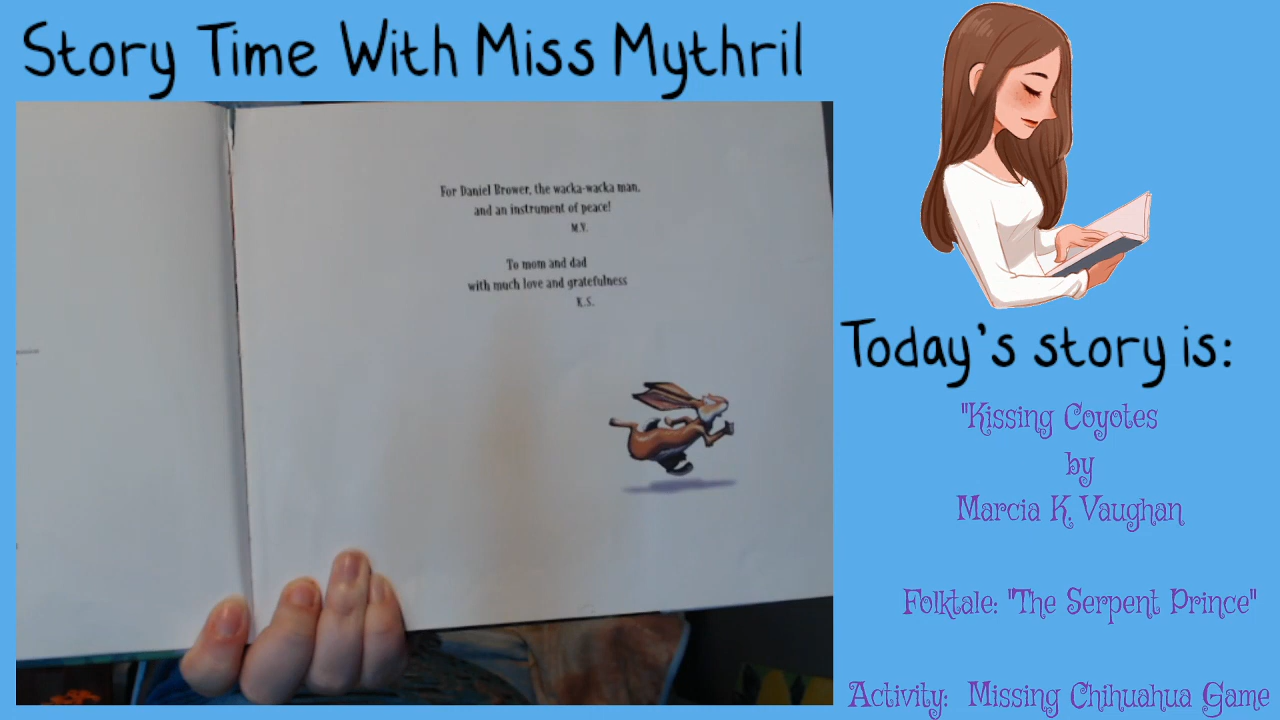 Story Time With Miss Mythril
For Daniel Brower, the wacka-wacka man,
and an instrument of peace!
M.V.
To mom and dad
with much love and gratefulness
K.S.
Today's story is:
"Kissing Coyotes
by
Marcia K. Vaughan
Folktale: "The Serpent Prince"
Activity: Missing Chihuahua Game